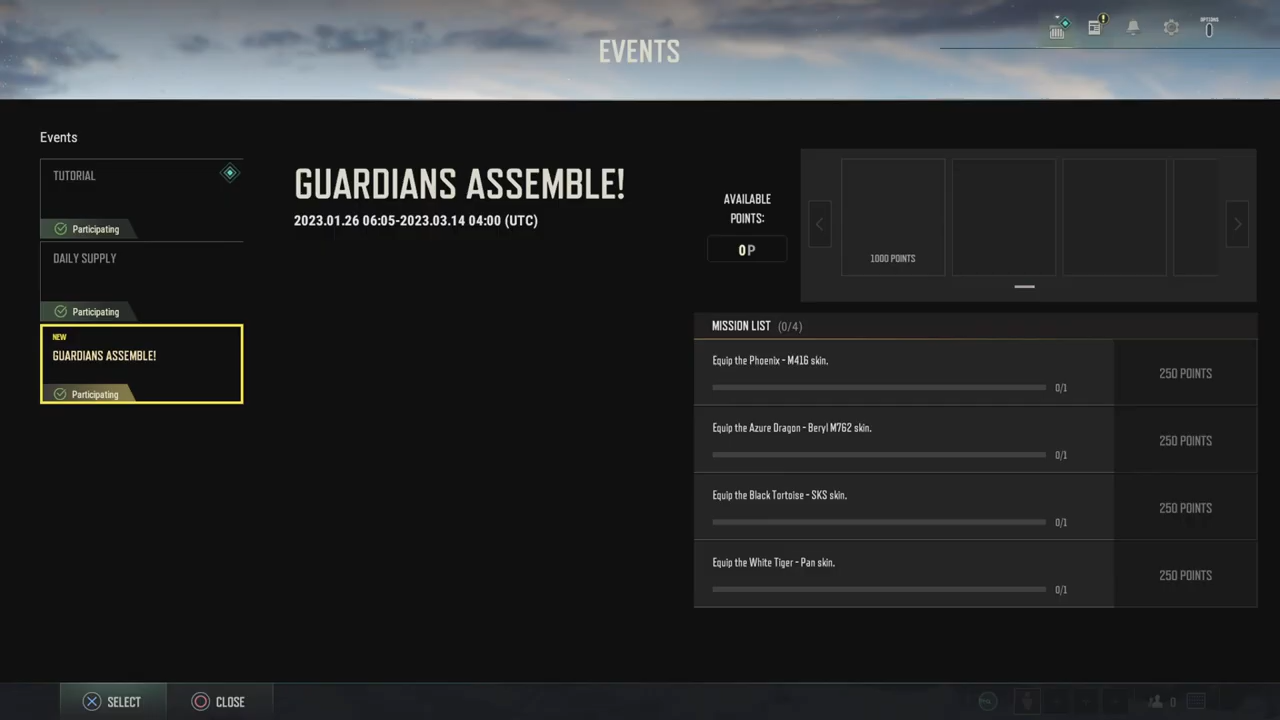 OPTIONS
EVENTS
Events
TUTORIAL
Participating
DAILY SUPPLY
Participating
NEW
GUARDIANS ASSEMBLE!
Participating
GUARDIANS ASSEMBLE!
2023.01.26 06:05-2023.03.14 04:00 (UTC)
AVAILABLE
POINTS:
0P
1000 POINTS
MISSION LIST (0/4)
Equip the Phoenix - M416 skin.
0/1
250 POINTS
Equip the Azure Dragon - Beryl M762 skin.
0/1
250 POINTS
Equip the Black Tortoise - SKS skin.
0/1
250 POINTS
Equip the White Tiger - Pan skin.
0/1
250 POINTS
SELECT
CLOSE
0